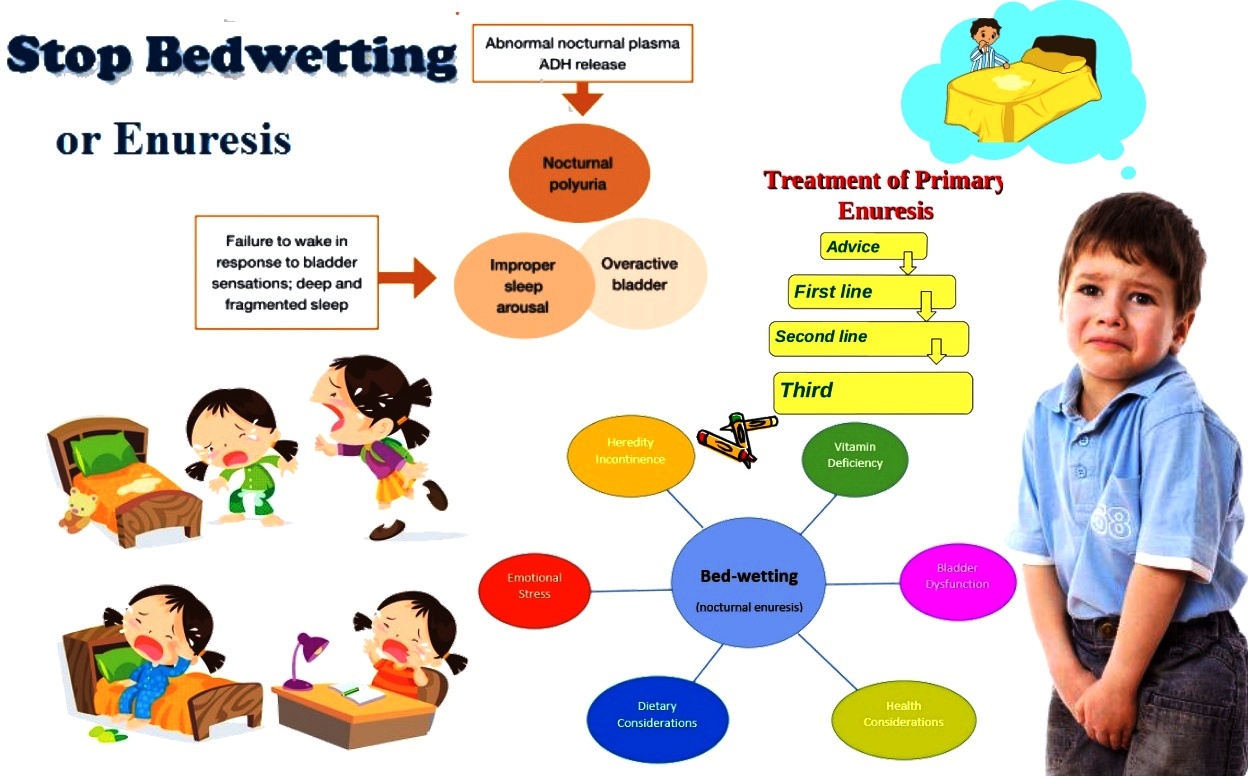 Stop Bedwetting
or Enuresis
Abnormal nocturnal plasma
ADH release
Nocturnal
polyuria
Failure to wake in
response to bladder
sensations; deep and
fragmented sleep
Improper
sleep
arousal
Overactive
bladder
Treatment of Primary
Enuresis
Advice
First line
Second line
Third
Heredity
Incontinence
Vitamin
Deficiency
Emotional
Stress
Bed-wetting
(nocturnal enuresis)
Bladder
Dysfunction
Dietary
Considerations
Health
Considerations
68